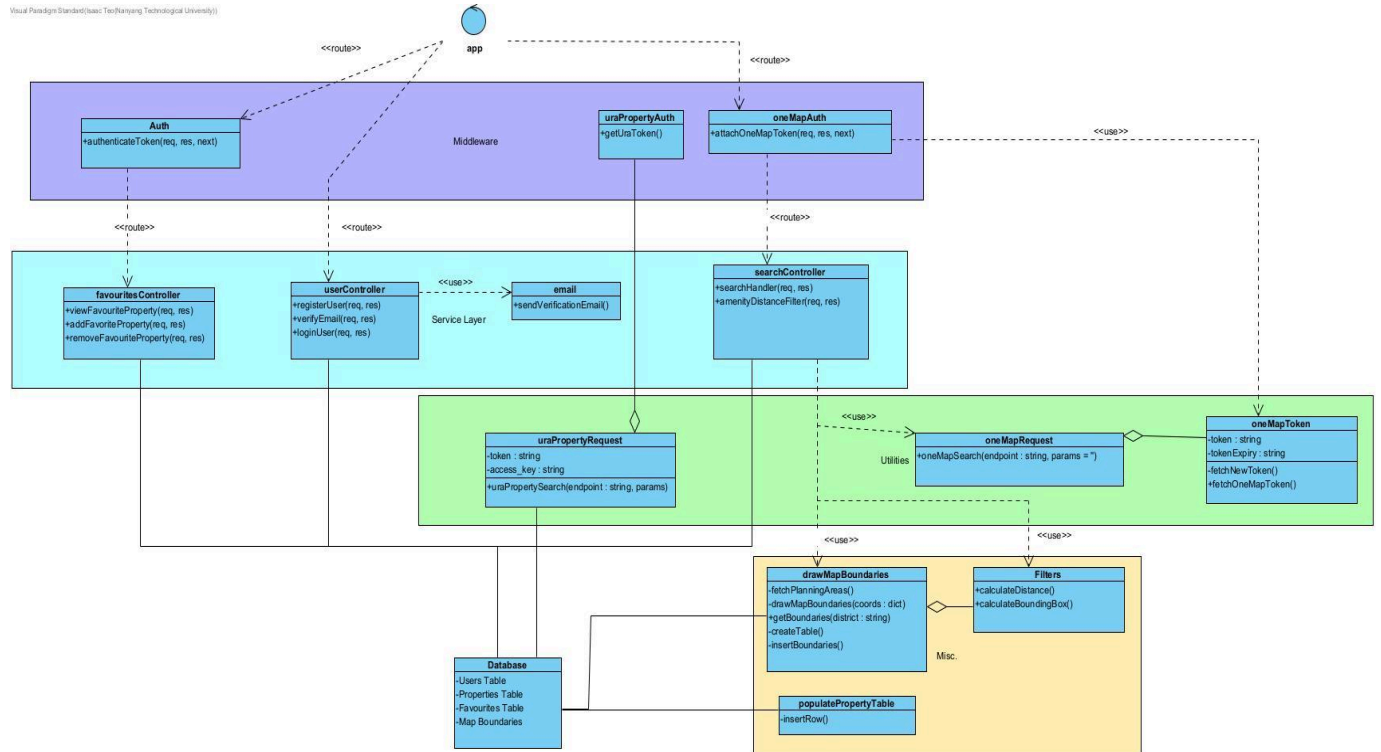 Visual Paradigm Standard(Isaac Teo(Nanyang Technological University))
app
<<route>>
<<route>>
Auth
+authenticateToken(req, res, next)
Middleware
uraPropertyAuth
+getUraToken()
oneMapAuth
+attachOneMapToken(req, res, next)
<<use>>
<<route>>
<<route>>
<<route>>
favouritesController
+viewFavouriteProperty(req, res)
+addFavoriteProperty(req, res)
+removeFavouriteProperty(req, res)
userController
+registerUser(req, res)
+verifyEmail(req, res)
+loginUser(req, res)
<<use>>
Service Layer
email
+sendVerificationEmail()
searchController
+searchHandler(req, res)
+amenityDistanceFilter(req, res)
uraPropertyRequest
-token : string
-access_key : string
+uraPropertySearch(endpoint : string, params)
<<use>>
Utilities
oneMapRequest
+oneMapSearch(endpoint : string, params = '')
oneMapToken
-token : string
-tokenExpiry : string
-fetchNewToken()
+fetchOneMapToken()
<<use>>
<<use>>
drawMapBoundaries
-fetchPlanningAreas()
-drawMapBoundaries(coords : dict)
+getBoundaries(district : string)
-createTable()
-insertBoundaries()
Filters
+calculateDistance()
+calculateBoundingBox()
Misc.
Database
-Users Table
-Properties Table
-Favourites Table
-Map Boundaries
populatePropertyTable
-insertRow()